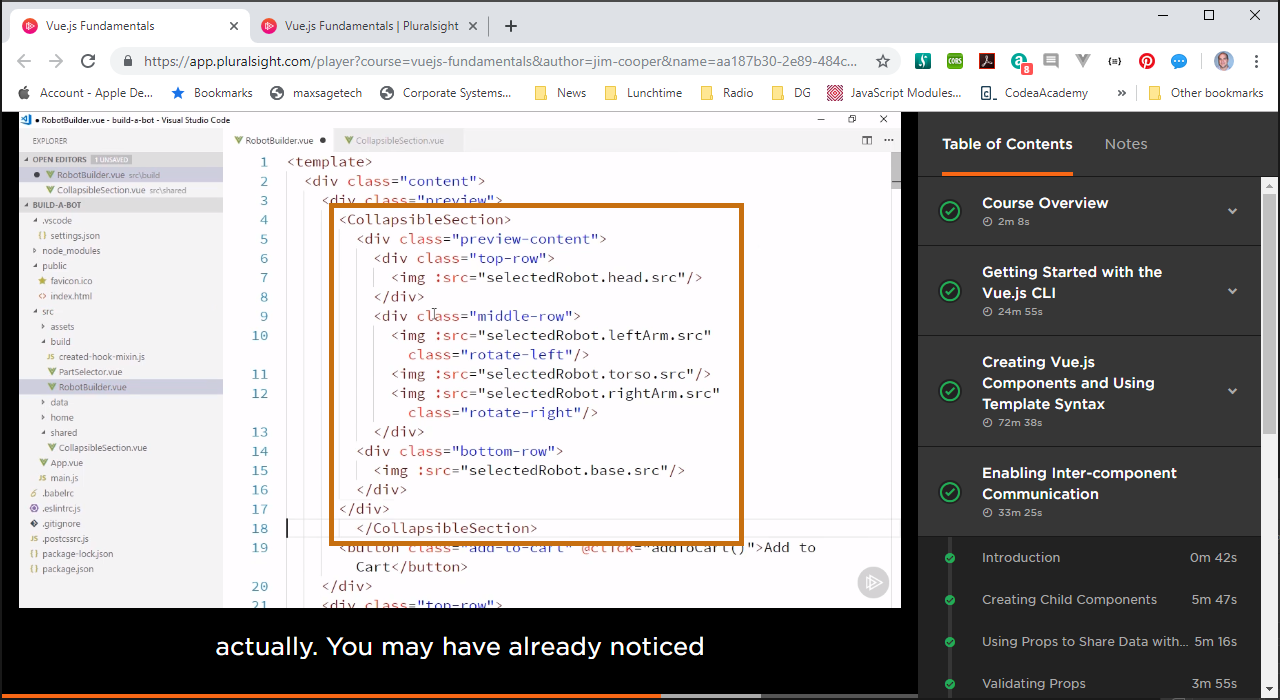 Vue.js Fundamentals
Vue.js Fundamentals | Pluralsight
https://app.pluralsight.com/player?course=vuejs-fundamentals&author=jim-cooper&name=aa187b30-2e89-484c...
CORS
8
Account - Apple De...
Bookmarks
maxsagetech
Corporate Systems...
News
Lunchtime
Radio
DG
JavaScript Modules...
CodeaAcademy
»
Other bookmarks
● RobotBuilder.vue - build-a-bot - Visual Studio Code
EXPLORER
OPEN EDITORS 1 UNSAVED
RobotBuilder.vue src\build
CollapsibleSection.vue src\shared
BUILD-A-BOT
.vscode
settings.json
node_modules
public
favicon.ico
index.html
src
assets
build
created-hook-mixin.js
PartSelector.vue
RobotBuilder.vue
data
home
shared
CollapsibleSection.vue
App.vue
main.js
.babelrc
.eslintrc.js
.gitignore
.postcssrc.js
package-lock.json
package.json
RobotBuilder.vue ●
CollapsibleSection.vue
1 <template>
2 <div class="content">
3 <div class="preview">
4 <CollapsibleSection>
5 <div class="preview-content">
6 <div class="top-row">
7 <img :src="selectedRobot.head.src"/>
8 </div>
9 <div class="middle-row">
10 <img :src="selectedRobot.leftArm.src"
class="rotate-left"/>
11 <img :src="selectedRobot.torso.src"/>
12 <img :src="selectedRobot.rightArm.src"
class="rotate-right"/>
13 </div>
14 <div class="bottom-row">
15 <img :src="selectedRobot.base.src"/>
16 </div>
17 </div>
18 </CollapsibleSection>
19 <button class="add-to-cart" @click="addToCart()">Add to
Cart</button>
20 </div>
21 <div class="top-row">
actually. You may have already noticed
Table of Contents
Notes
Course Overview
2m 8s
Getting Started with the
Vue.js CLI
24m 55s
Creating Vue.js
Components and Using
Template Syntax
72m 38s
Enabling Inter-component
Communication
33m 25s
Introduction 0m 42s
Creating Child Components 5m 47s
Using Props to Share Data with... 5m 16s
Validating Props 3m 55s